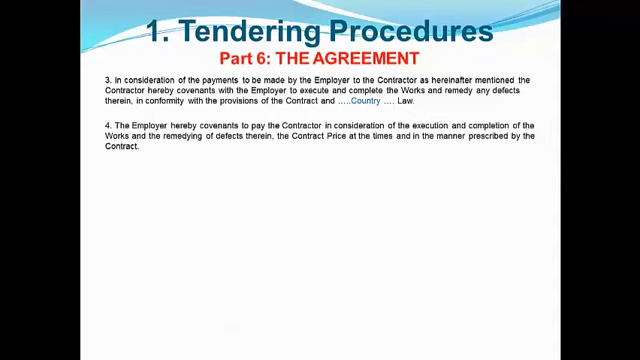 1. Tendering Procedures
Part 6: THE AGREEMENT
3. In consideration of the payments to be made by the Employer to the Contractor as hereinafter mentioned the
Contractor hereby covenants with the Employer to execute and complete the Works and remedy any defects
therein, in conformity with the provisions of the Contract and .....Country .... Law.
4. The Employer hereby covenants to pay the Contractor in consideration of the execution and completion of the
Works and the remedying of defects therein, the Contract Price at the times and in the manner prescribed by the
Contract.